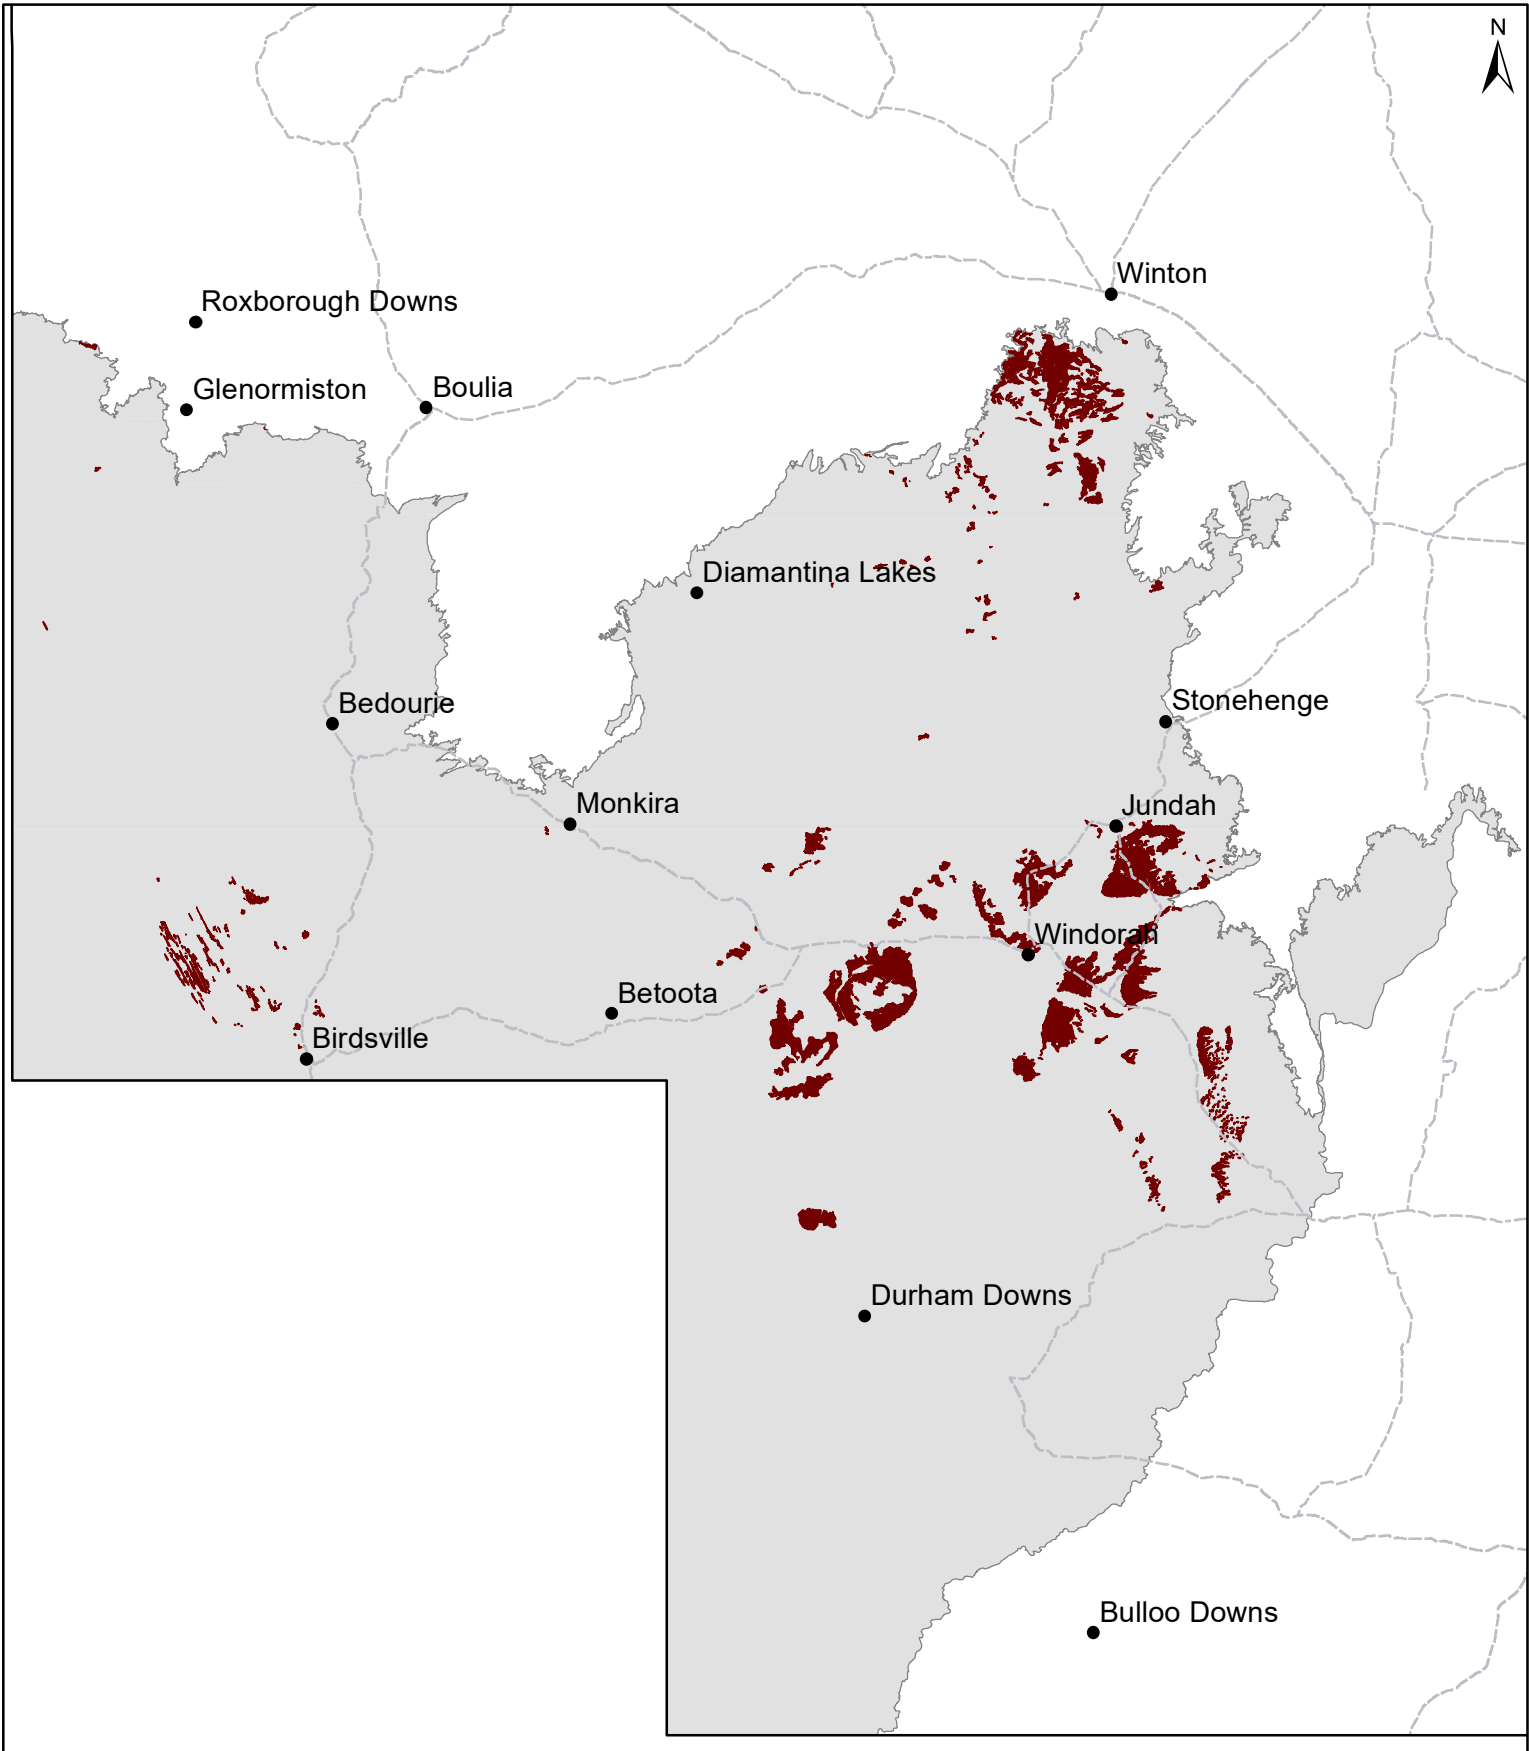 N
Winton
Roxborough Downs
Glenormiston
Boulia
Diamantina Lakes
Bedourie
Stonehenge
Monkira
Jundah
Windorah
Betoota
Birdsville
Durham Downs
Bulloo Downs